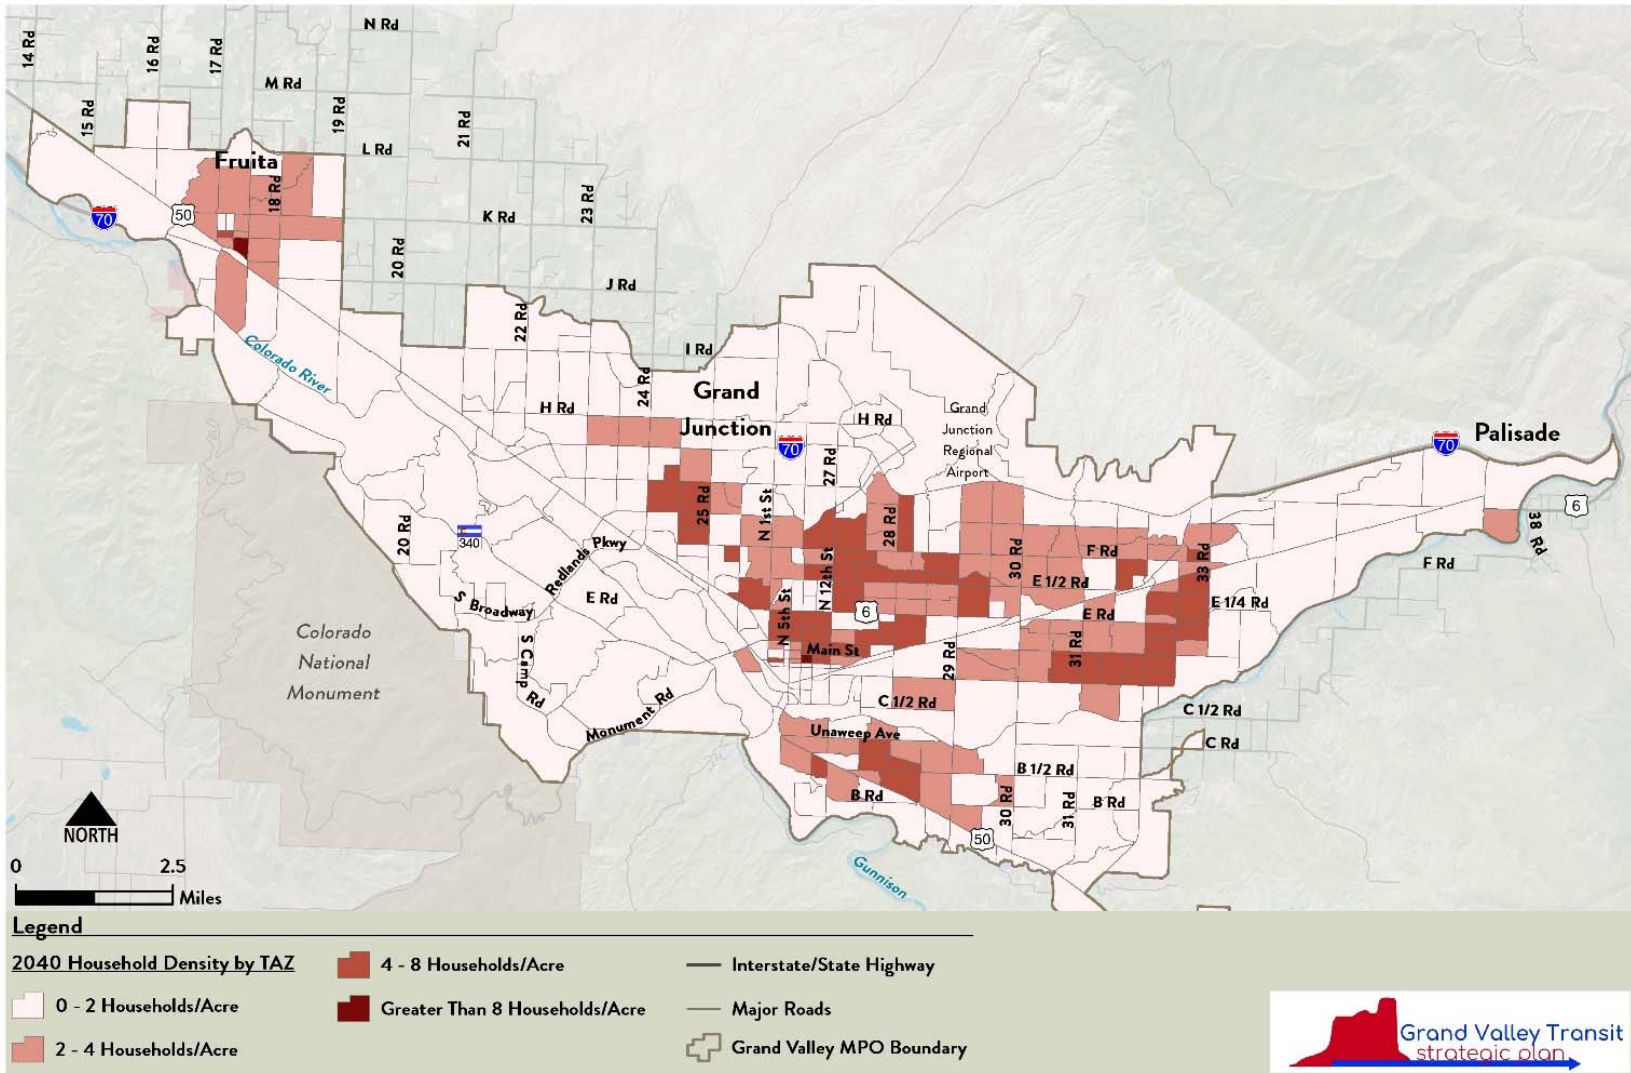 N Rd
14 Rd
16 Rd
17 Rd
M Rd
15 Rd
19 Rd
21 Rd
L Rd
Fruita
18 Rd
23 Rd
50
70
K Rd
20 Rd
J Rd
22 Rd
Colorado River
I Rd
24 Rd
Grand
Junction
H Rd
H Rd
Grand
Junction
Regional
Airport
70
27 Rd
70
Palisade
6
25 Rd
N 1st St
28 Rd
38 Rd
20 Rd
340
Redlands Pkwy
30 Rd
F Rd
33 Rd
F Rd
N 12th St
E 1/2 Rd
S Broadway
E Rd
N 5th St
6
E Rd
E 1/4 Rd
Colorado
National
Monument
S Camp
Rd
Main St
29 Rd
31 Rd
Monument Rd
C 1/2 Rd
C 1/2 Rd
Unaweep Ave
C Rd
B 1/2 Rd
B Rd
30 Rd
31 Rd
B Rd
50
Gunnison
NORTH
0 2.5
Miles
Legend
2040 Household Density by TAZ
0 - 2 Households/Acre
2 - 4 Households/Acre
4 - 8 Households/Acre
Greater Than 8 Households/Acre
Interstate/State Highway
Major Roads
Grand Valley MPO Boundary
Grand Valley Transit
strategic plan